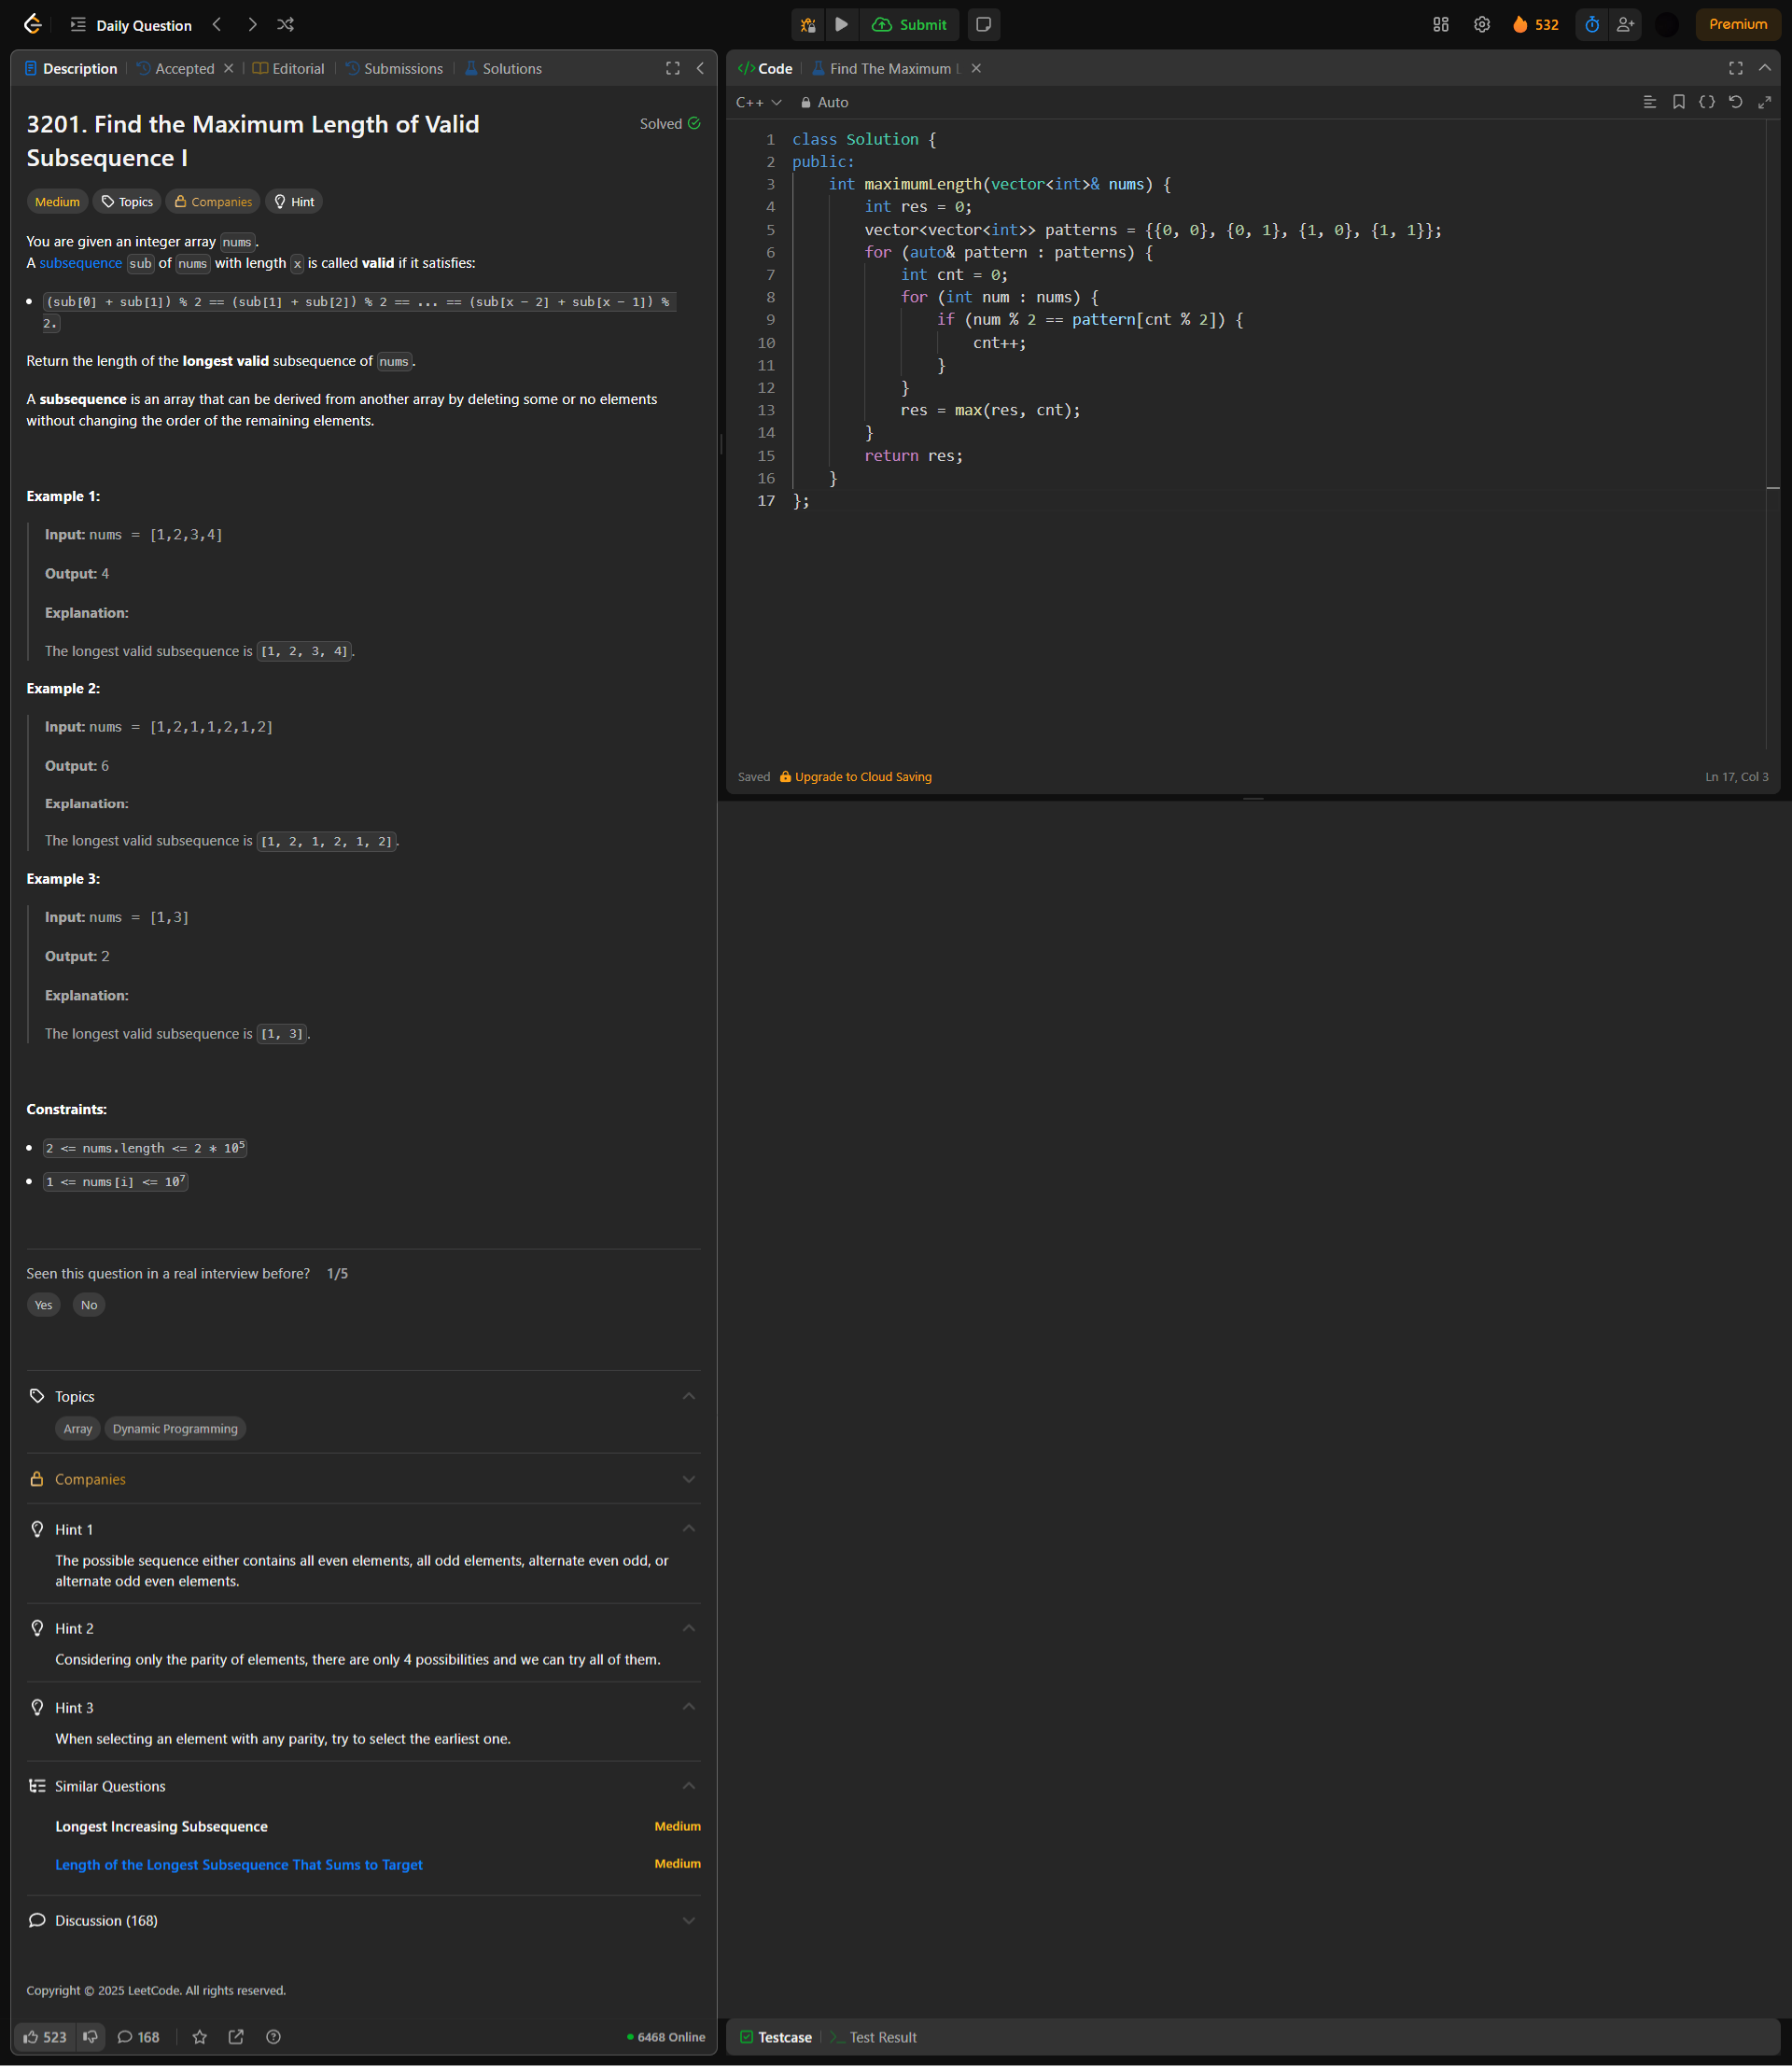 Daily Question
Submit
532
Premium
Description
Accepted
Editorial
Submissions
Solutions
3201. Find the Maximum Length of Valid
Subsequence I
Solved
Medium
Topics
Companies
Hint
You are given an integer array nums.
A subsequence sub of nums with length x is called valid if it satisfies:
(sub[0] + sub[1]) % 2 == (sub[1] + sub[2]) % 2 == ... == (sub[x - 2] + sub[x - 1]) %
2.
Return the length of the longest valid subsequence of nums.
A subsequence is an array that can be derived from another array by deleting some or no elements
without changing the order of the remaining elements.
Example 1:
Input: nums = [1,2,3,4]
Output: 4
Explanation:
The longest valid subsequence is [1, 2, 3, 4].
Example 2:
Input: nums = [1,2,1,1,2,1,2]
Output: 6
Explanation:
The longest valid subsequence is [1, 2, 1, 2, 1, 2].
Example 3:
Input: nums = [1,3]
Output: 2
Explanation:
The longest valid subsequence is [1, 3].
Constraints:
2 <= nums.length <= 2 * 10^5
1 <= nums[i] <= 10^7
Seen this question in a real interview before? 1/5
Yes
No
Topics
Array
Dynamic Programming
Companies
Hint 1
The possible sequence either contains all even elements, all odd elements, alternate even odd, or
alternate odd even elements.
Hint 2
Considering only the parity of elements, there are only 4 possibilities and we can try all of them.
Hint 3
When selecting an element with any parity, try to select the earliest one.
Similar Questions
Longest Increasing Subsequence
Medium
Length of the Longest Subsequence That Sums to Target
Medium
Discussion (168)
Copyright © 2025 LeetCode. All rights reserved.
523
168
6468 Online
</>Code
Find The Maximum
C++
Auto
1 class Solution {
2 public:
3     int maximumLength(vector<int>& nums) {
4         int res = 0;
5         vector<vector<int>> patterns = {{0, 0}, {0, 1}, {1, 0}, {1, 1}};
6         for (auto& pattern : patterns) {
7             int cnt = 0;
8             for (int num : nums) {
9                 if (num % 2 == pattern[cnt % 2]) {
10                     cnt++;
11                 }
12             }
13             res = max(res, cnt);
14         }
15         return res;
16     }
17 };
Saved
Upgrade to Cloud Saving
Ln 17, Col 3
Testcase
Test Result